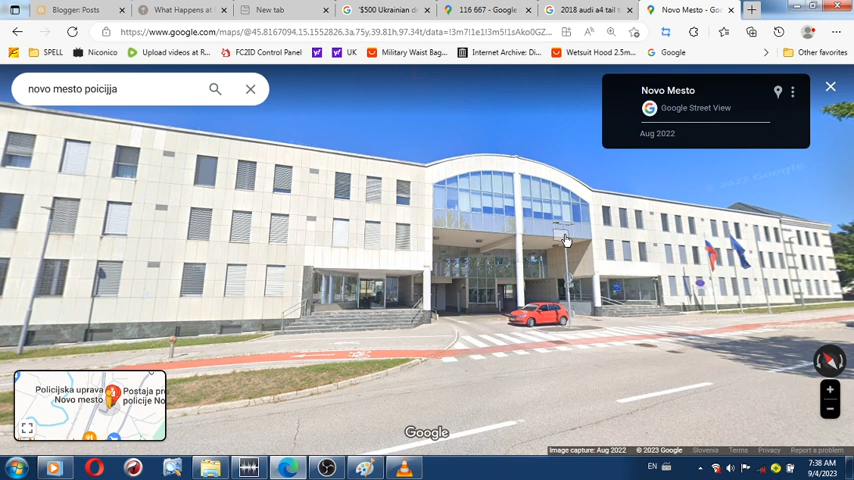 Blogger: Posts
What Happens at
New tab
'$500 Ukrainian de
116 667 - Google
2018 audi a4 tail t
Novo Mesto - Goo
https://www.google.com/maps/@45.8167094,15.1552826,3a,75y,39.81h,97.34t/data=!3m7!1e1!3m5!1sAko0GZ...
SPELL
Niconico
Upload videos at R...
FC2ID Control Panel
UK
Military Waist Bag...
Internet Archive: Dig...
Wetsuit Hood 2.5m...
Google
Other favorites
novo mesto poicijja
Novo Mesto
Google Street View
Aug 2022
© 2022 Google
Policijska uprava
Novo mesto
Postaja pr
policije No
Google
Image capture: Aug 2022 © 2023 Google Slovenia Terms Privacy Report a problem
EN
7:38 AM
9/4/2023